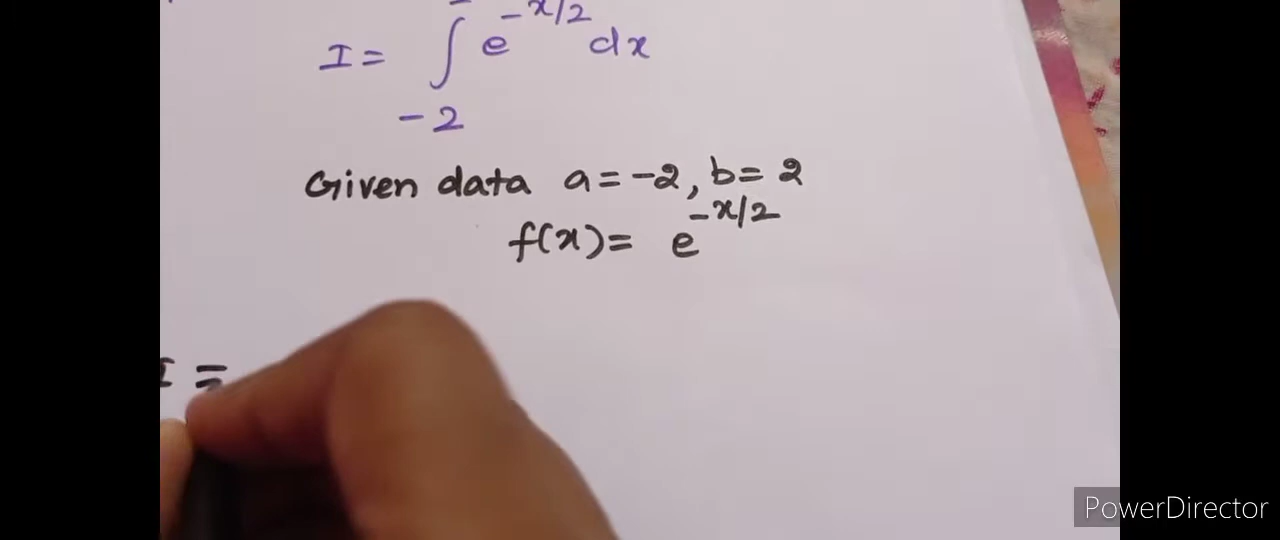 I = ∫ e^{-x/2} dx
-2
Given data a = -2, b = 2
f(x) = e^{-x/2}
I =
PowerDirector